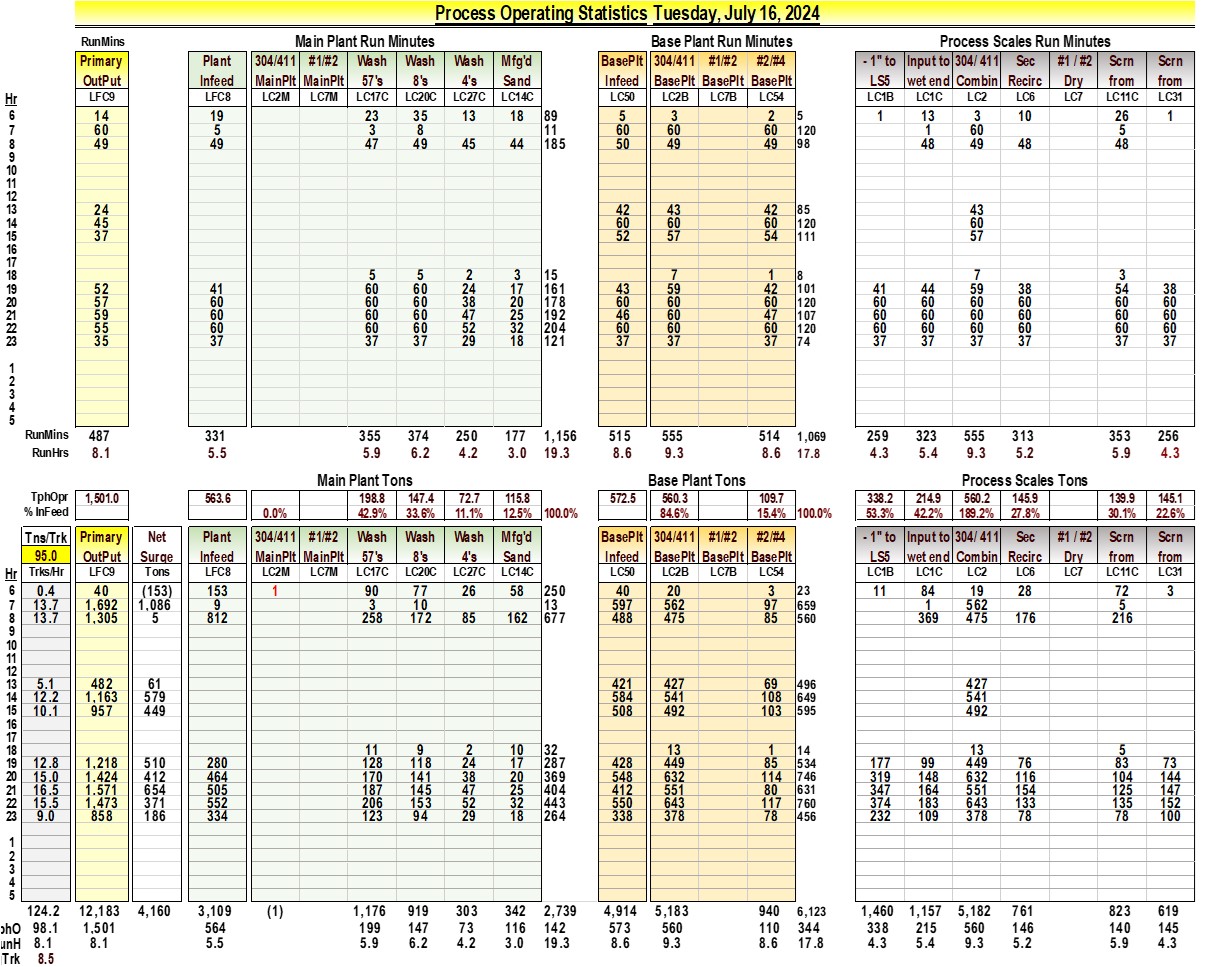 Process Operating Statistics Tuesday, July 16, 2024
RunMins Main Plant Run Minutes Base Plant Run Minutes Process Scales Run Minutes
Primary Plant 304/411 #1/#2 Wash Wash Wash Mfg'd BasePlt 304/411 #1/#2 #2/#4 - 1" to Input to 304/ 411 Sec #1 / #2 Scrn Scrn
OutPut Infeed MainPlt MainPlt 57's 8's 4's Sand Infeed BasePlt BasePlt BasePlt LS5 wet end Combin Recirc Dry from from
Hr LFC9 LFC8 LC2M LC7M LC17C LC20C LC27C LC14C LC50 LC2B LC7B LC54 LC1B LC1C LC2 LC6 LC7 LC11C LC31
6 14 19 23 35 13 18 89 5 3 2 5 1 13 3 10 26 1
7 60 5 3 8 11 60 60 60 120 1 60 5
8 49 49 47 49 45 44 185 50 49 49 98 48 49 48 48
9
10
11
12
13 24 42 43 42 85 43
14 45 60 60 60 120 60
15 37 52 57 54 111 57
16
17
18 5 5 2 3 15 7 1 8 7 3
19 52 41 60 60 24 17 161 43 59 42 101 41 44 59 38 54 38
20 57 60 60 60 38 20 178 60 60 60 120 60 60 60 60 60 60
21 59 60 60 60 47 25 192 46 60 47 107 60 60 60 60 60 60
22 55 60 60 60 52 32 204 60 60 60 120 60 60 60 60 60 60
23 35 37 37 37 29 18 121 37 37 37 74 37 37 37 37 37 37
1
2
3
4
5
RunMins 487 331 355 374 250 177 1,156 515 555 514 1,069 259 323 555 313 353 256
RunHrs 8.1 5.5 5.9 6.2 4.2 3.0 19.3 8.6 9.3 8.6 17.8 4.3 5.4 9.3 5.2 5.9 4.3
Main Plant Tons Base Plant Tons Process Scales Tons
TphOpr 1,501.0 563.6 198.8 147.4 72.7 115.8 572.5 560.3 109.7 338.2 214.9 560.2 145.9 139.9 145.1
% InFeed 0.0% 42.9% 33.6% 11.1% 12.5% 100.0% 84.6% 15.4% 100.0% 53.3% 42.2% 189.2% 27.8% 30.1% 22.6%
Tns/Trk Primary Net Plant 304/411 #1/#2 Wash Wash Wash Mfg'd BasePlt 304/411 #1/#2 #2/#4 - 1" to Input to 304/ 411 Sec #1 / #2 Scrn Scrn
95.0 OutPut Surge Infeed MainPlt MainPlt 57's 8's 4's Sand Infeed BasePlt BasePlt BasePlt LS5 wet end Combin Recirc Dry from from
Hr Trks/Hr LFC9 Tons LFC8 LC2M LC7M LC17C LC20C LC27C LC14C LC50 LC2B LC7B LC54 LC1B LC1C LC2 LC6 LC7 LC11C LC31
6 0.4 40 (153) 153 1 90 77 26 58 250 40 20 3 23 11 84 19 28 72 3
7 13.7 1,692 1,086 9 3 10 13 597 562 97 659 1 562 5
8 13.7 1,305 5 812 258 172 85 162 677 488 475 85 560 369 475 176 216
9
10
11
12
13 5.1 482 61 421 427 69 496 427
14 12.2 1,163 579 584 541 108 649 541
15 10.1 957 449 508 492 103 595 492
16
17
18 11 9 2 10 32 13 1 14 13 5
19 12.8 1,218 510 280 128 118 24 17 287 428 449 85 534 177 99 449 76 83 73
20 15.0 1,424 412 464 170 141 38 20 369 548 632 114 746 319 148 632 116 104 144
21 16.5 1,571 654 505 187 145 47 25 404 412 551 80 631 347 164 551 154 125 147
22 15.5 1,473 371 552 206 153 52 32 443 550 643 117 760 374 183 643 133 135 152
23 9.0 858 186 334 123 94 29 18 264 338 378 78 456 232 109 378 78 78 100
1
2
3
4
5
124.2 12,183 4,160 3,109 (1) 1,176 919 303 342 2,739 4,914 5,183 940 6,123 1,460 1,157 5,182 761 823 619
phO 98.1 1,501 564 199 147 73 116 142 573 560 110 344 338 215 560 146 140 145
unH 8.1 8.1 5.5 5.9 6.2 4.2 3.0 19.3 8.6 9.3 8.6 17.8 4.3 5.4 9.3 5.2 5.9 4.3
Trk 8.5